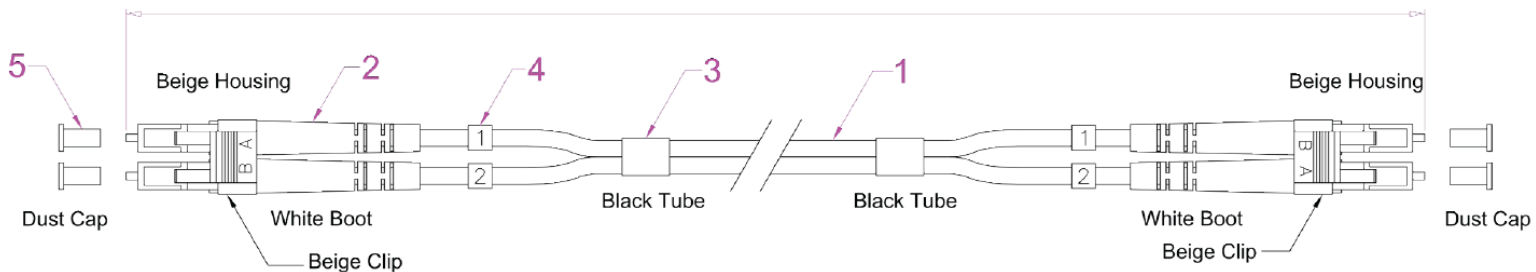 5
Beige Housing
2
4
3
1
Beige Housing
A
B
1
1
B
A
2
2
Dust Cap
White Boot
Black Tube
Black Tube
White Boot
Dust Cap
Beige Clip
Beige Clip